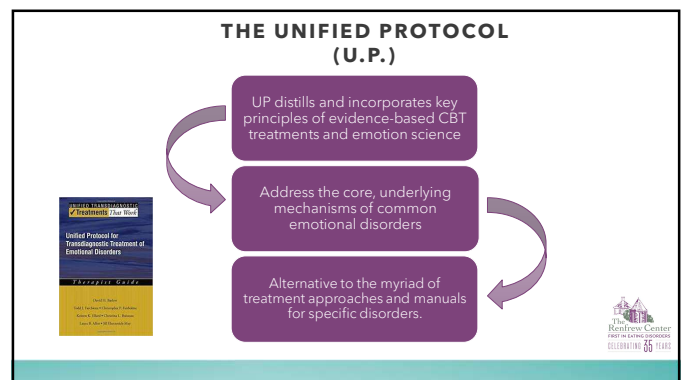 THE UNIFIED PROTOCOL
(U.P.)
UP distills and incorporates key
principles of evidence-based CBT
treatments and emotion science
Address the core, underlying
mechanisms of common
emotional disorders
Alternative to the myriad of
treatment approaches and manuals
for specific disorders.
UNIFIED TRANSDIAGNOSTIC
✓Treatments That Work
Unified Protocol for
Transdiagnostic Treatment of
Emotional Disorders
Therapist Guide
The
Renfrew Center
FIRST IN EATING DISORDERS
CELEBRATING 35 YEARS